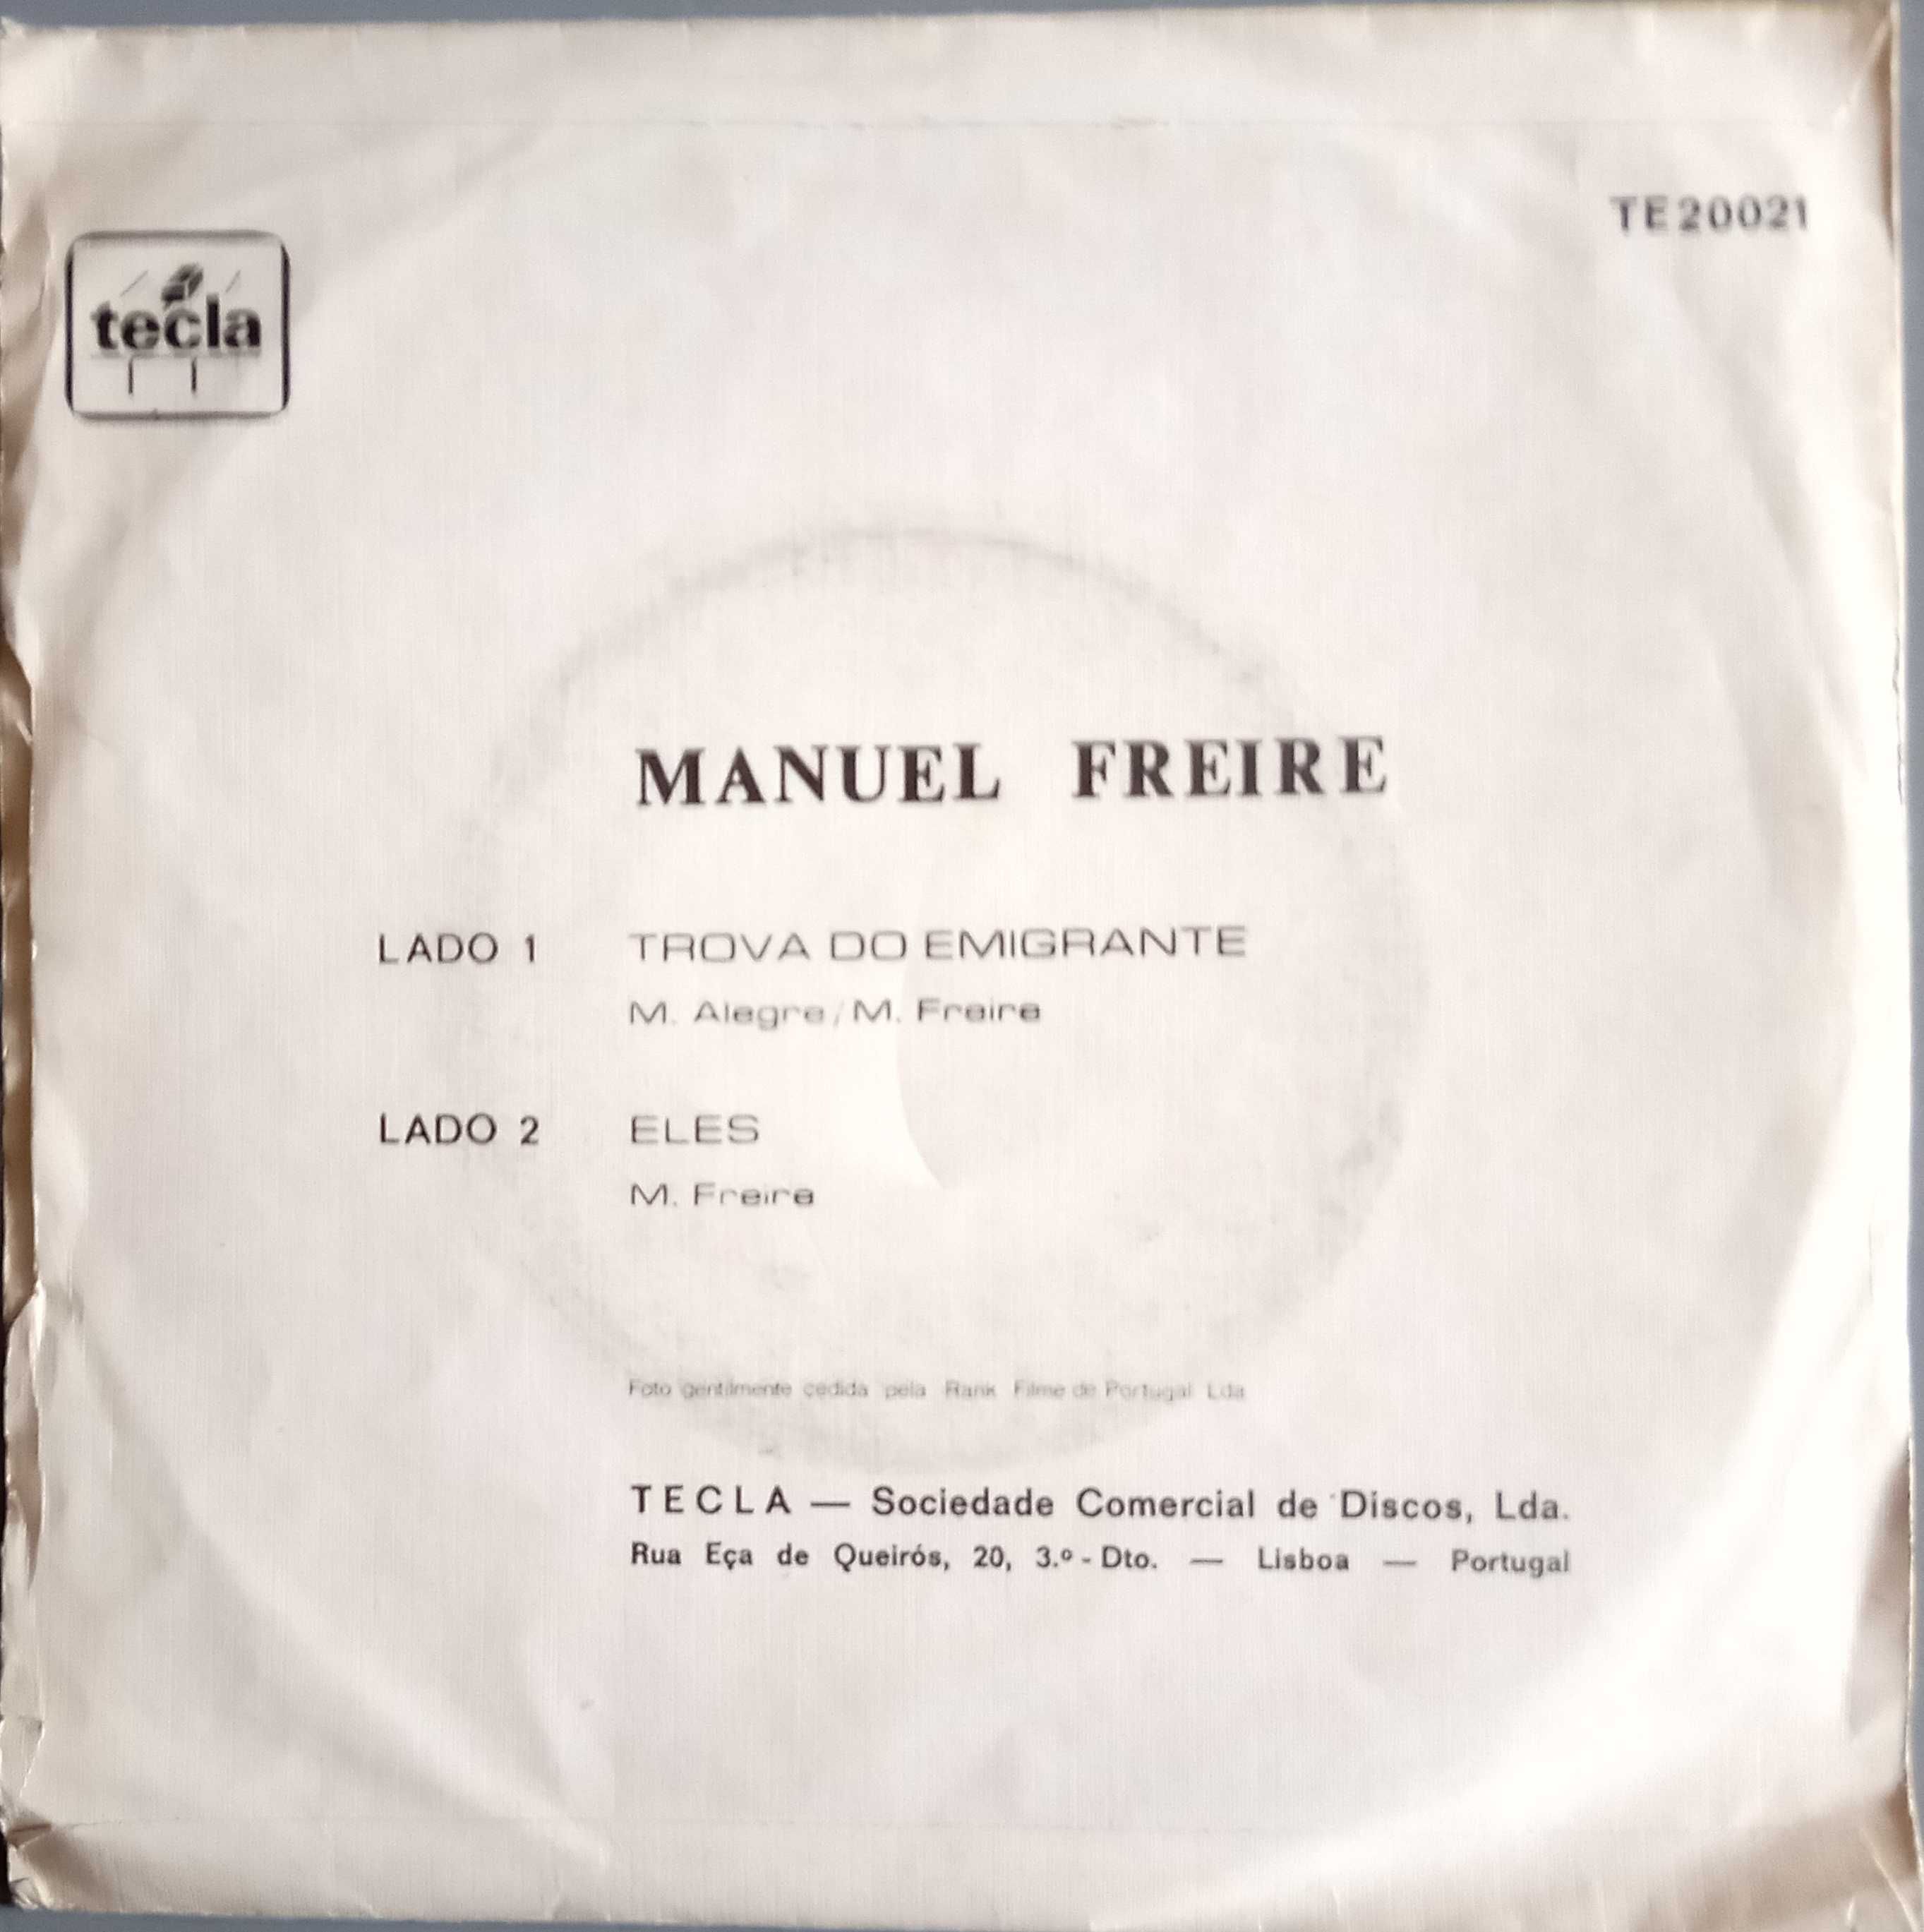 TE 20021
tecla
MANUEL FREIRE
LADO 1 TROVA DO EMIGRANTE
M. Alegre / M. Freire
LADO 2 ELES
M. Freire
Foto gentilmente cedida pela Rank Filme de Portugal Lda
TECLA — Sociedade Comercial de Discos, Lda.
Rua Eça de Queirós, 20, 3.º - Dto. — Lisboa — Portugal